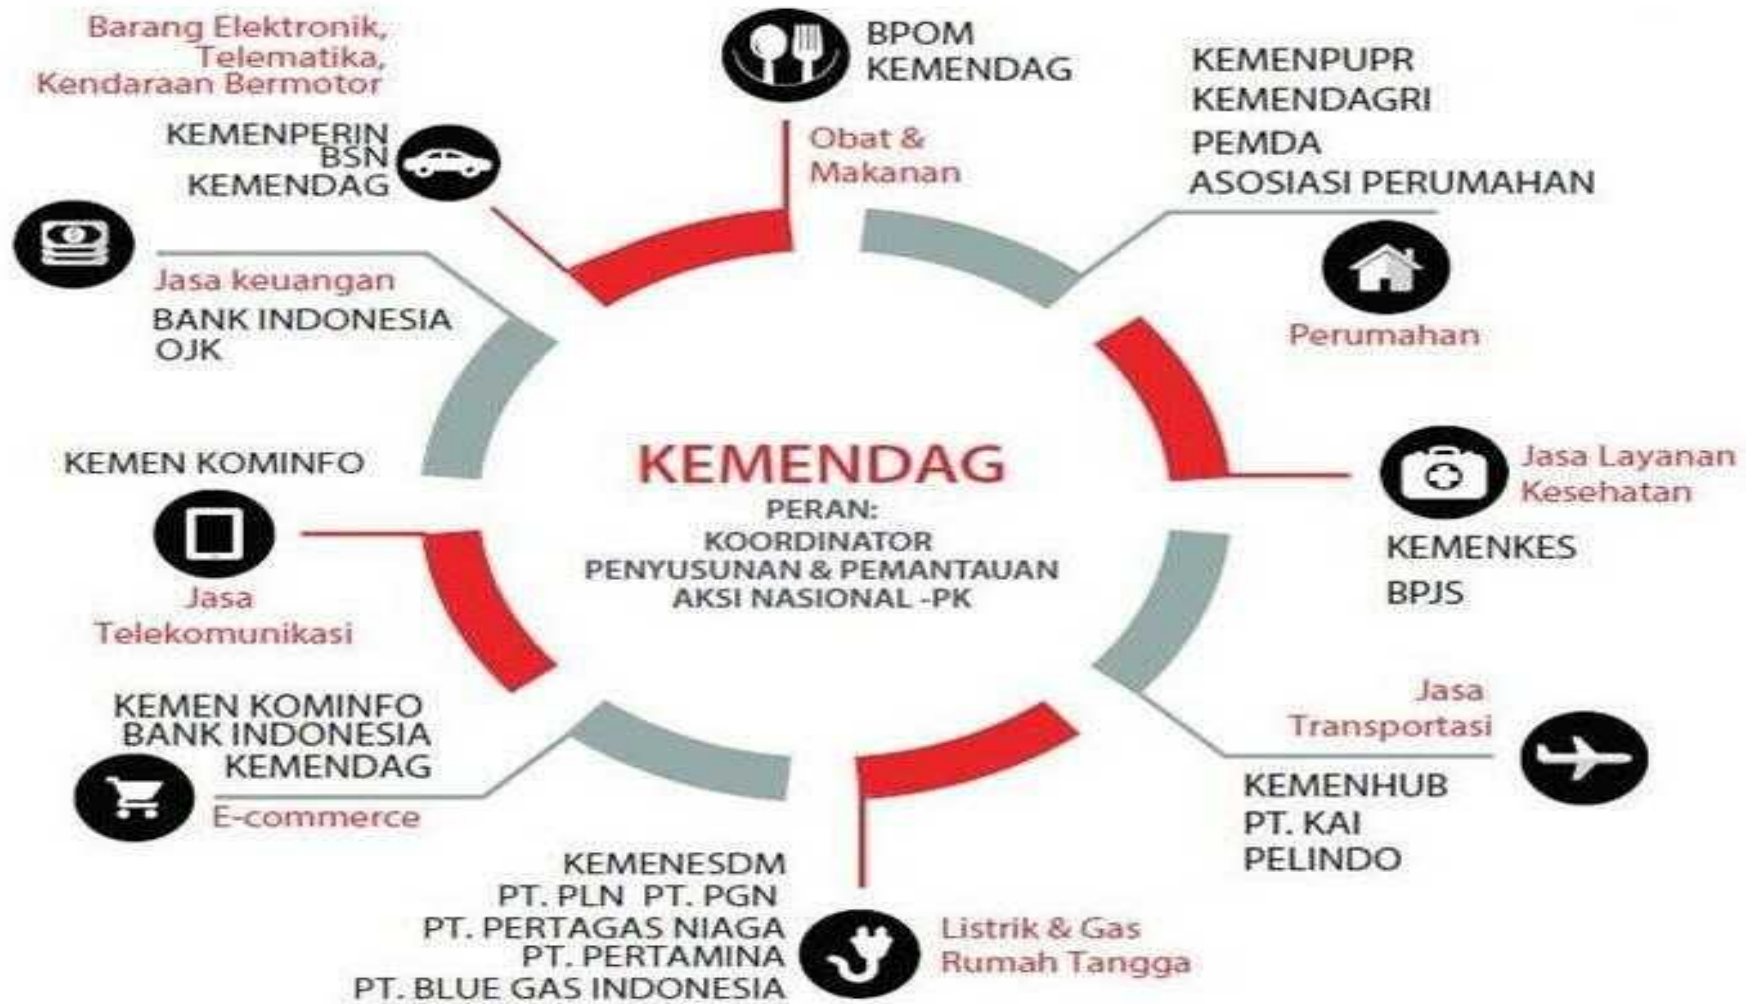 Barang Elektronik,
Telematika,
Kendaraan Bermotor
KEMENPERIN
BSN
KEMENDAG
BPOM
KEMENDAG
Obat &
Makanan
KEMENPUPR
KEMENDAGRI
PEMDA
ASOSIASI PERUMAHAN
Perumahan
Jasa keuangan
BANK INDONESIA
OJK
KEMENDAG
PERAN:
KOORDINATOR
PENYUSUNAN & PEMANTAUAN
AKSI NASIONAL -PK
Jasa Layanan
Kesehatan
KEMENKES
BPJS
KEMEN KOMINFO
Jasa
Telekomunikasi
Jasa
Transportasi
KEMENHUB
PT. KAI
PELINDO
KEMEN KOMINFO
BANK INDONESIA
KEMENDAG
E-commerce
KEMENESDM
PT. PLN PT. PGN
PT. PERTAGAS NIAGA
PT. PERTAMINA
PT. BLUE GAS INDONESIA
Listrik & Gas
Rumah Tangga